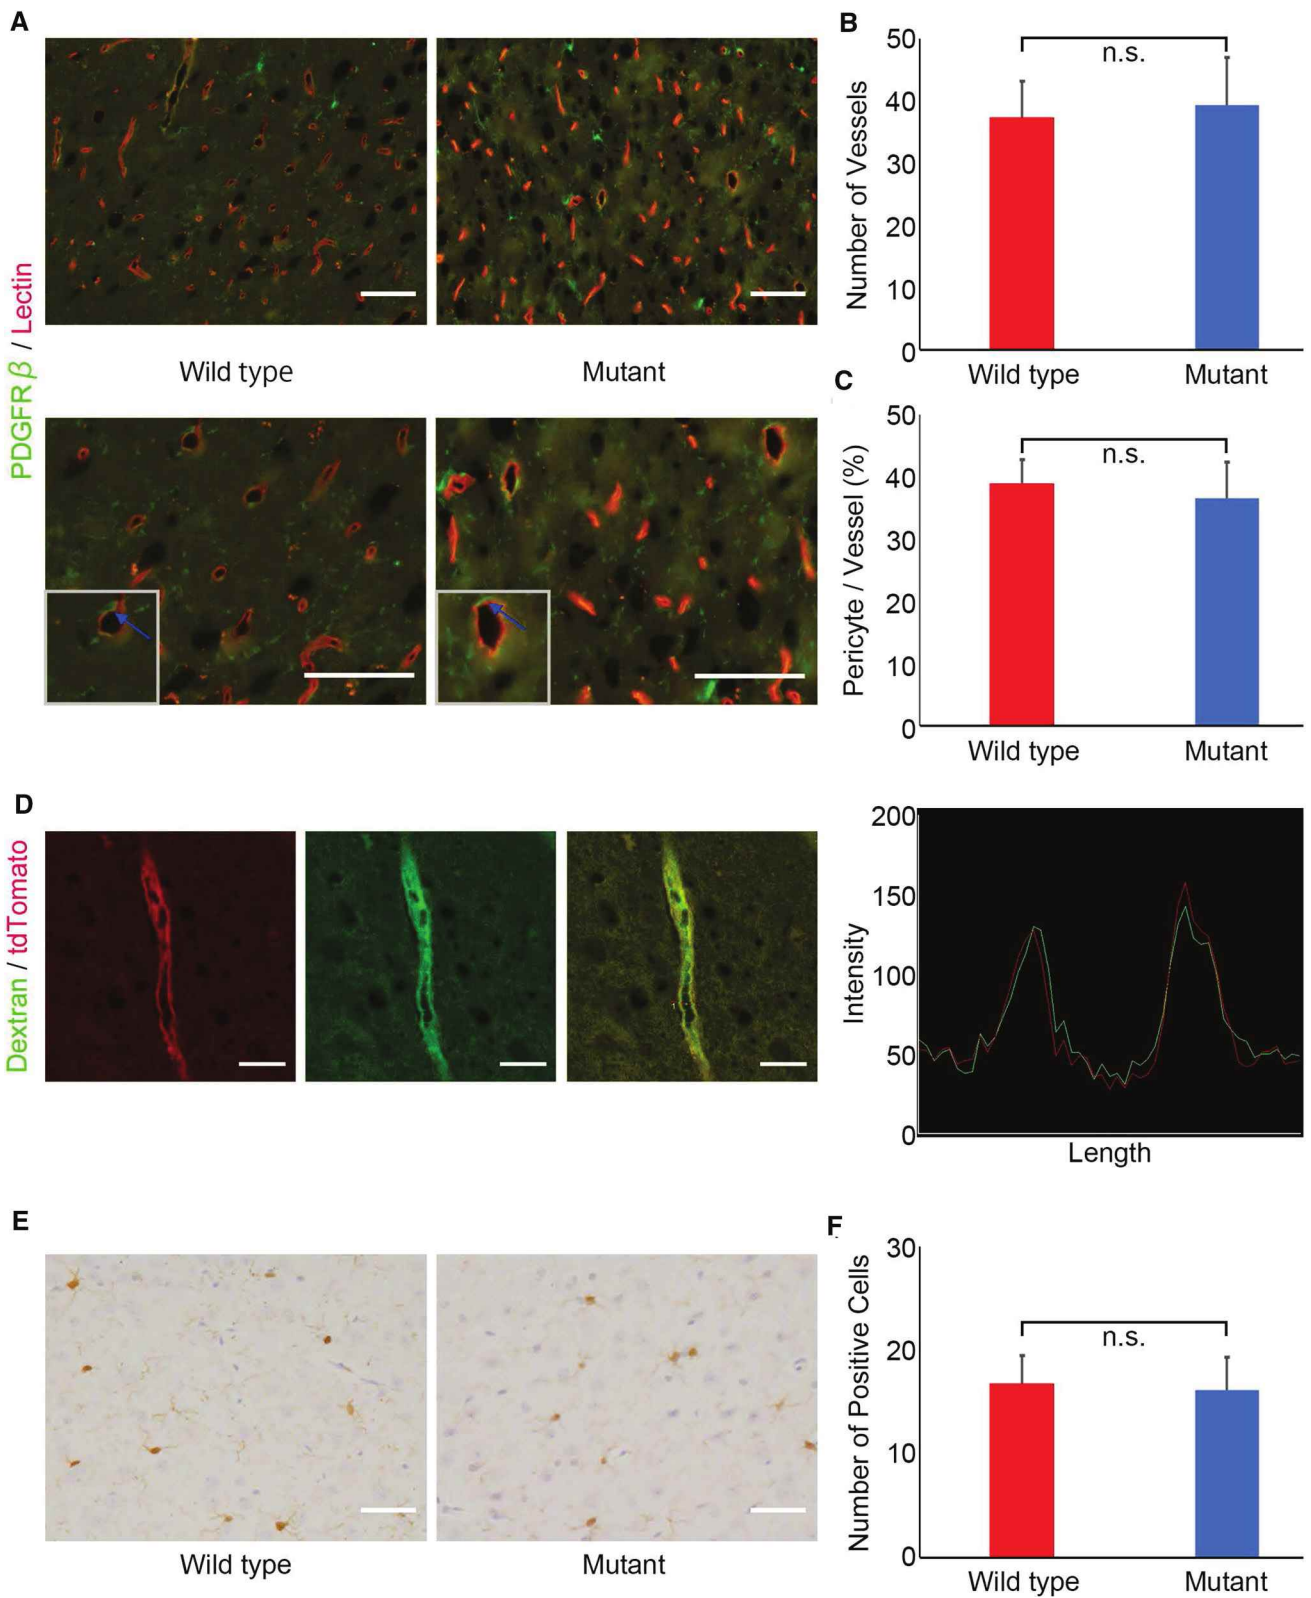 A
PDGFR β / Lectin
Wild type
Mutant
B
Number of Vessels
50
40
30
20
10
0
n.s.
Wild type
Mutant
C
Pericyte / Vessel (%)
50
40
30
20
10
0
n.s.
Wild type
Mutant
D
Dextran / tdTomato
Intensity
200
150
100
50
0
Length
E
Wild type
Mutant
F
Number of Positive Cells
30
20
10
0
n.s.
Wild type
Mutant